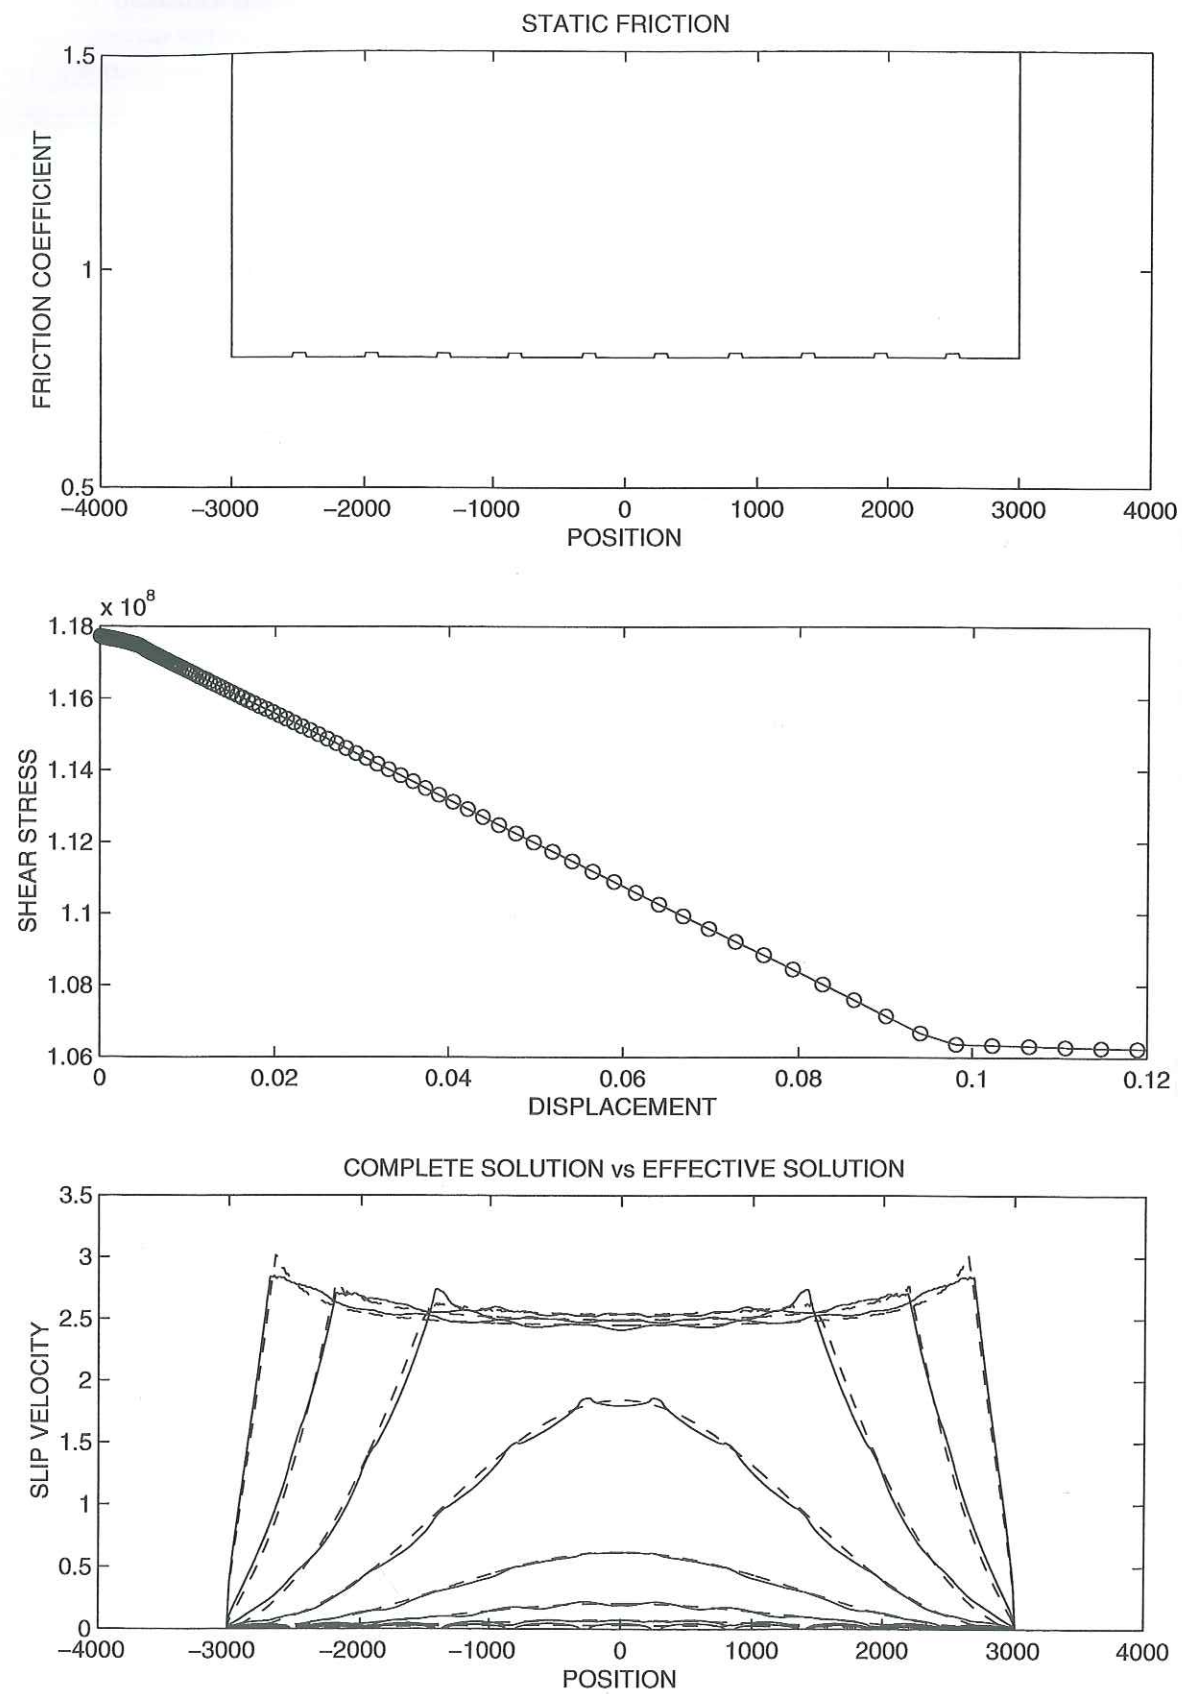 STATIC FRICTION
1.5
1
0.5
FRICTION COEFFICIENT
−4000 −3000 −2000 −1000 0 1000 2000 3000 4000
POSITION
x 10⁸
1.18
1.16
1.14
1.12
1.1
1.08
1.06
SHEAR STRESS
0 0.02 0.04 0.06 0.08 0.1 0.12
DISPLACEMENT
COMPLETE SOLUTION vs EFFECTIVE SOLUTION
3.5
3
2.5
2
1.5
1
0.5
0
SLIP VELOCITY
−4000 −3000 −2000 −1000 0 1000 2000 3000 4000
POSITION